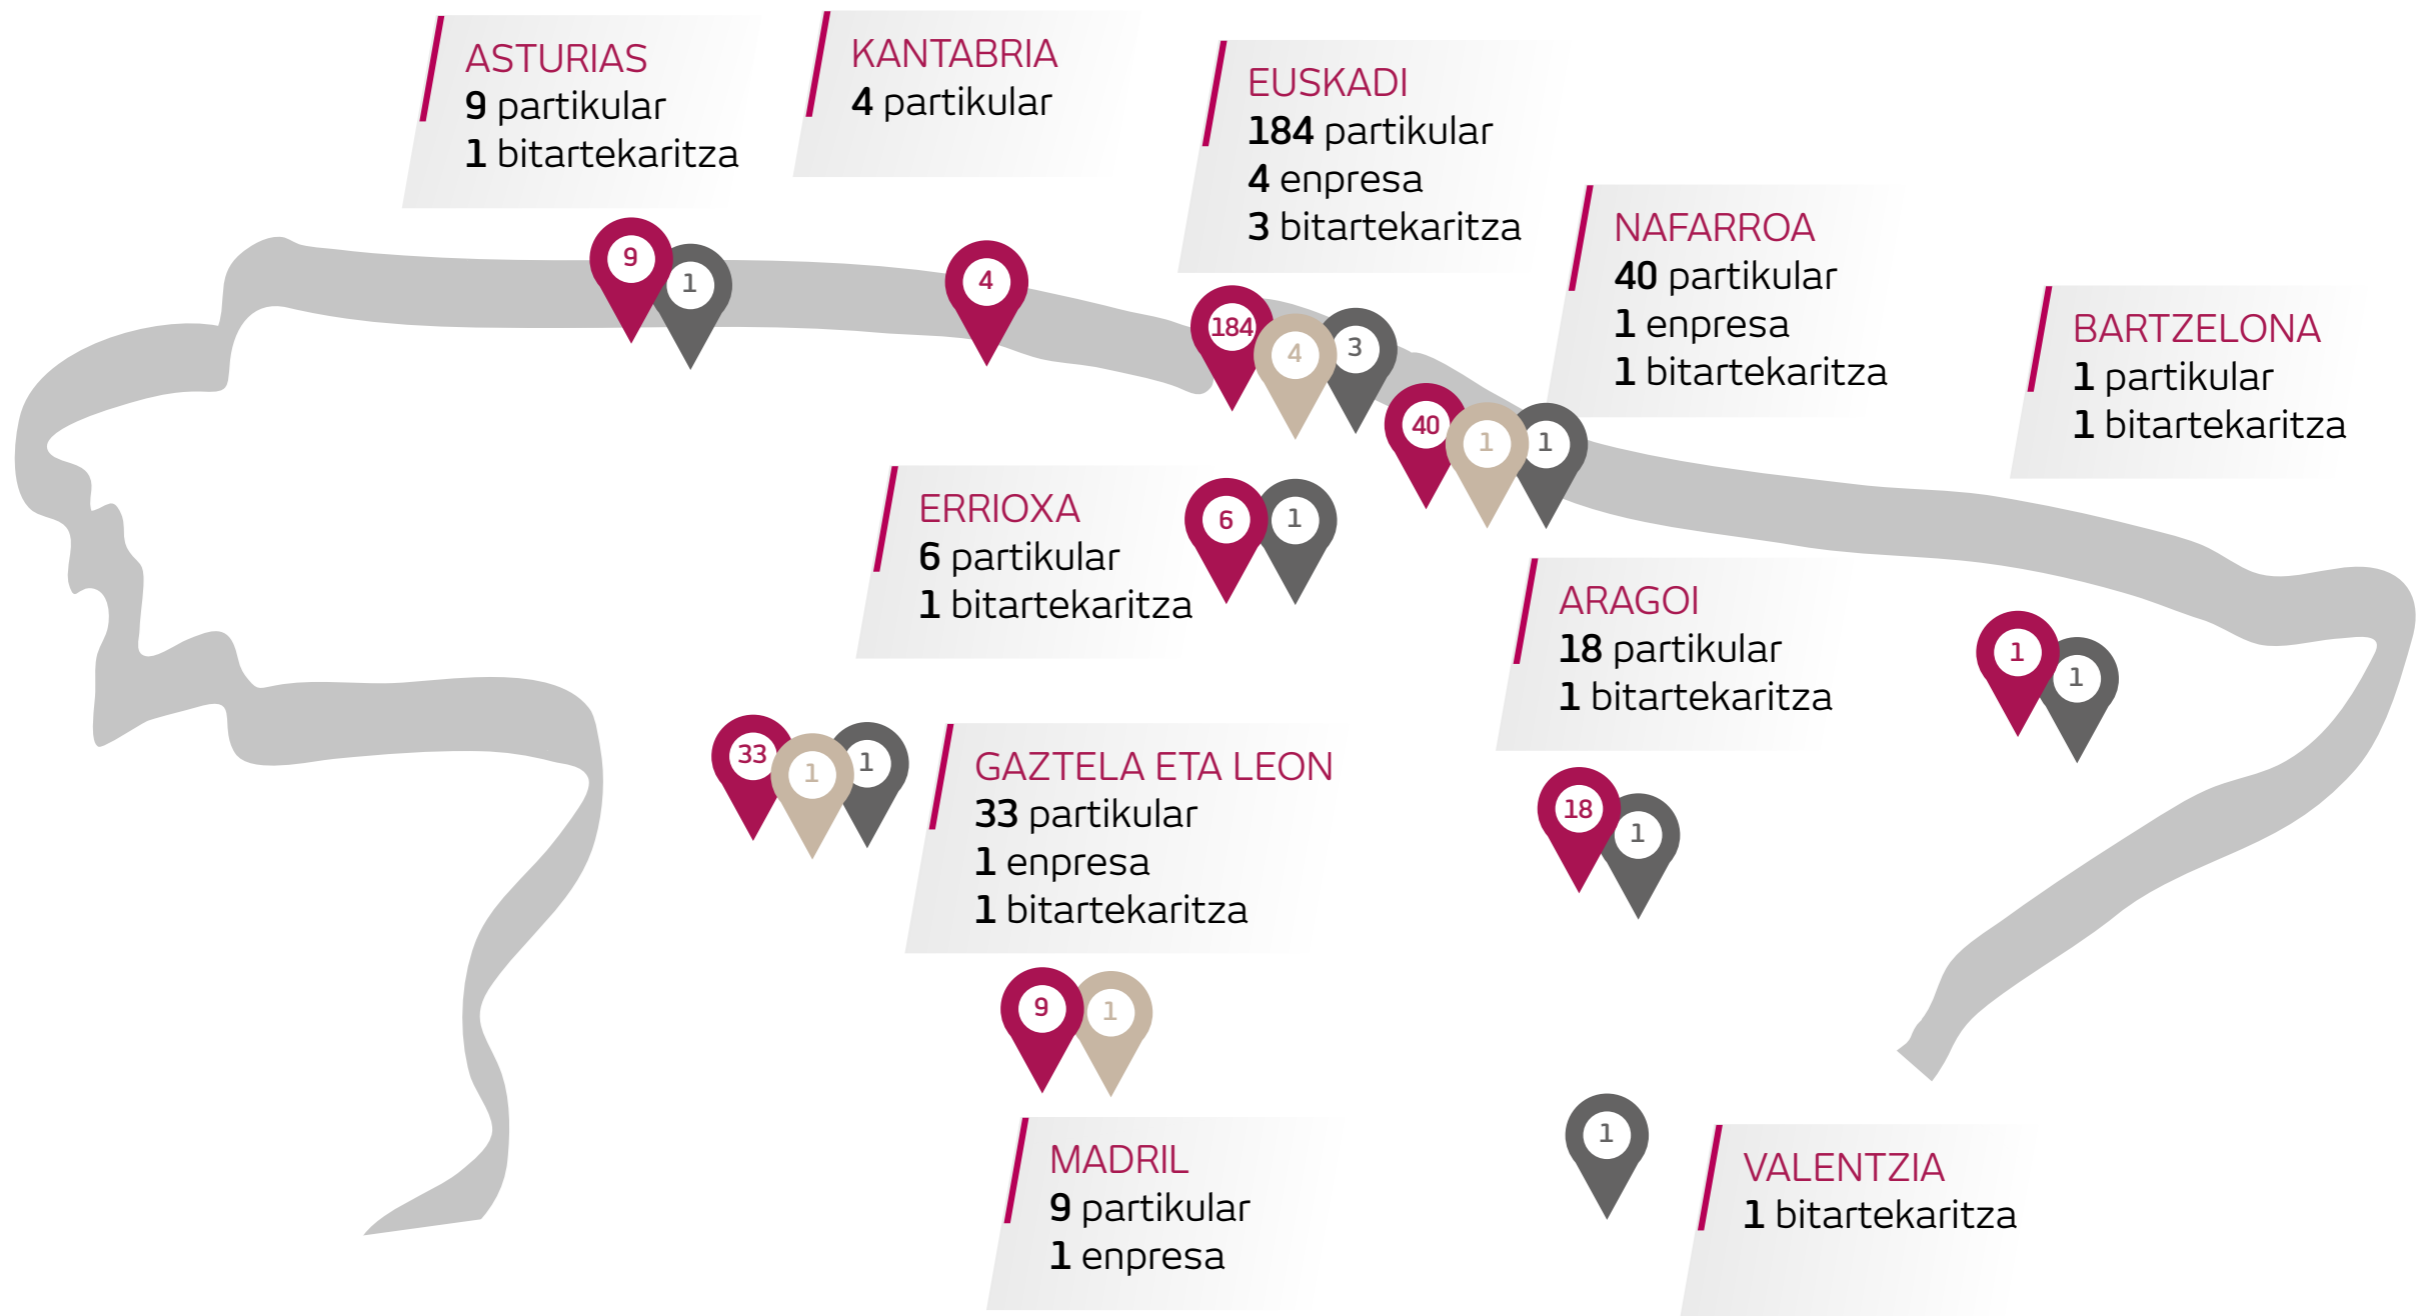 ASTURIAS
9 partikular
1 bitartekaritza
KANTABRIA
4 partikular
EUSKADI
184 partikular
4 enpresa
3 bitartekaritza
NAFARROA
40 partikular
1 enpresa
1 bitartekaritza
BARTZELONA
1 partikular
1 bitartekaritza
9
1
4
184
4
3
40
1
1
ERRIOXA
6 partikular
1 bitartekaritza
6
1
ARAGOI
18 partikular
1 bitartekaritza
1
1
33
1
1
GAZTELA ETA LEON
33 partikular
1 enpresa
1 bitartekaritza
18
1
9
1
MADRIL
9 partikular
1 enpresa
1
VALENTZIA
1 bitartekaritza